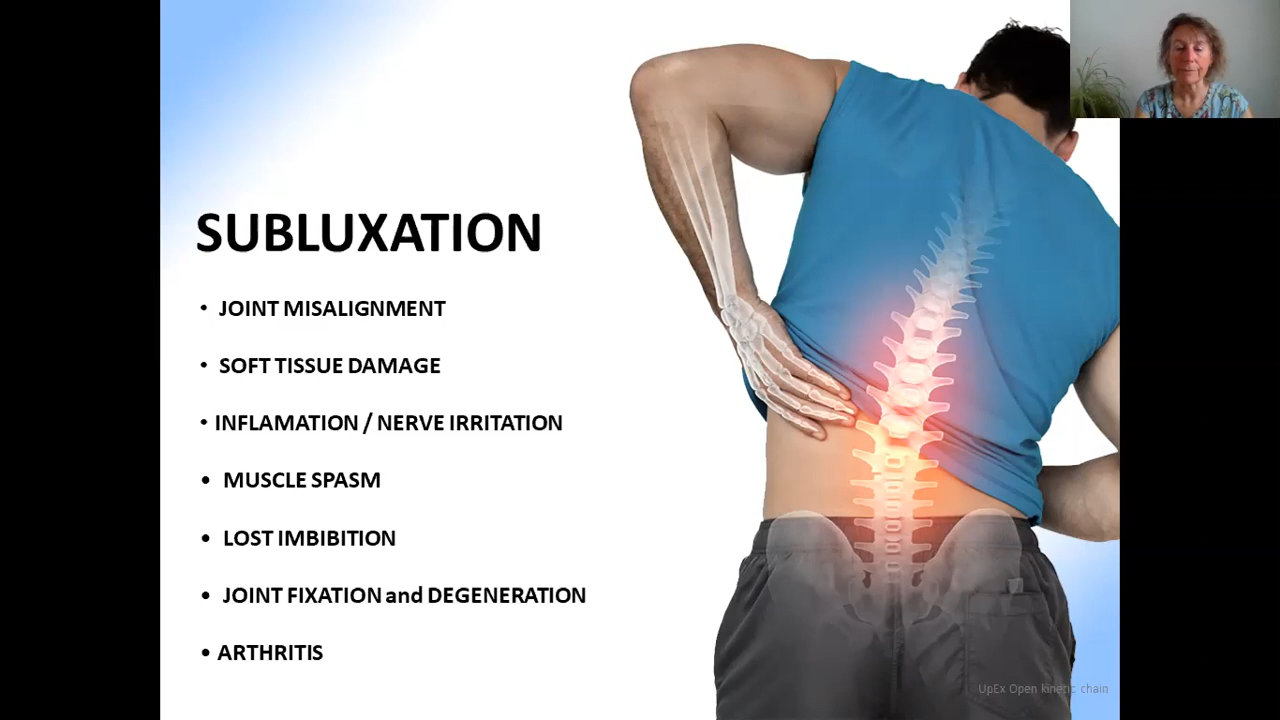 SUBLUXATION
• JOINT MISALIGNMENT
• SOFT TISSUE DAMAGE
• INFLAMATION / NERVE IRRITATION
• MUSCLE SPASM
• LOST IMBIBITION
• JOINT FIXATION and DEGENERATION
• ARTHRITIS
UpEx Open kinetic chain